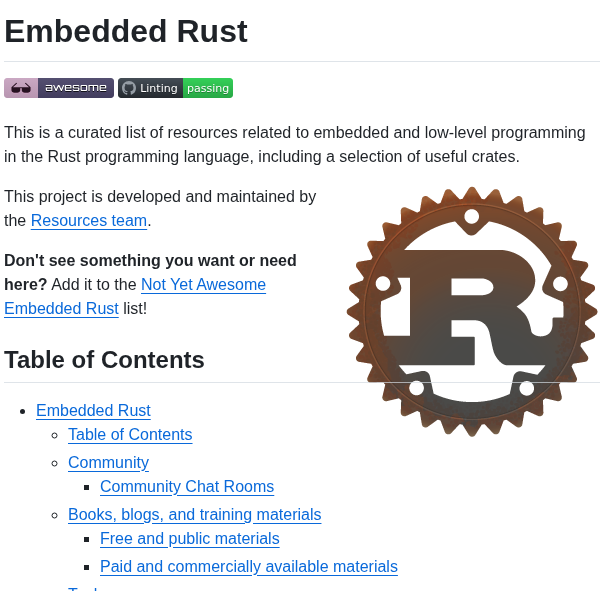 Embedded Rust
awesome Linting passing
This is a curated list of resources related to embedded and low-level programming
in the Rust programming language, including a selection of useful crates.
This project is developed and maintained by
the Resources team.
Don't see something you want or need
here? Add it to the Not Yet Awesome
Embedded Rust list!
R
Table of Contents
Embedded Rust
Table of Contents
Community
Community Chat Rooms
Books, blogs, and training materials
Free and public materials
Paid and commercially available materials